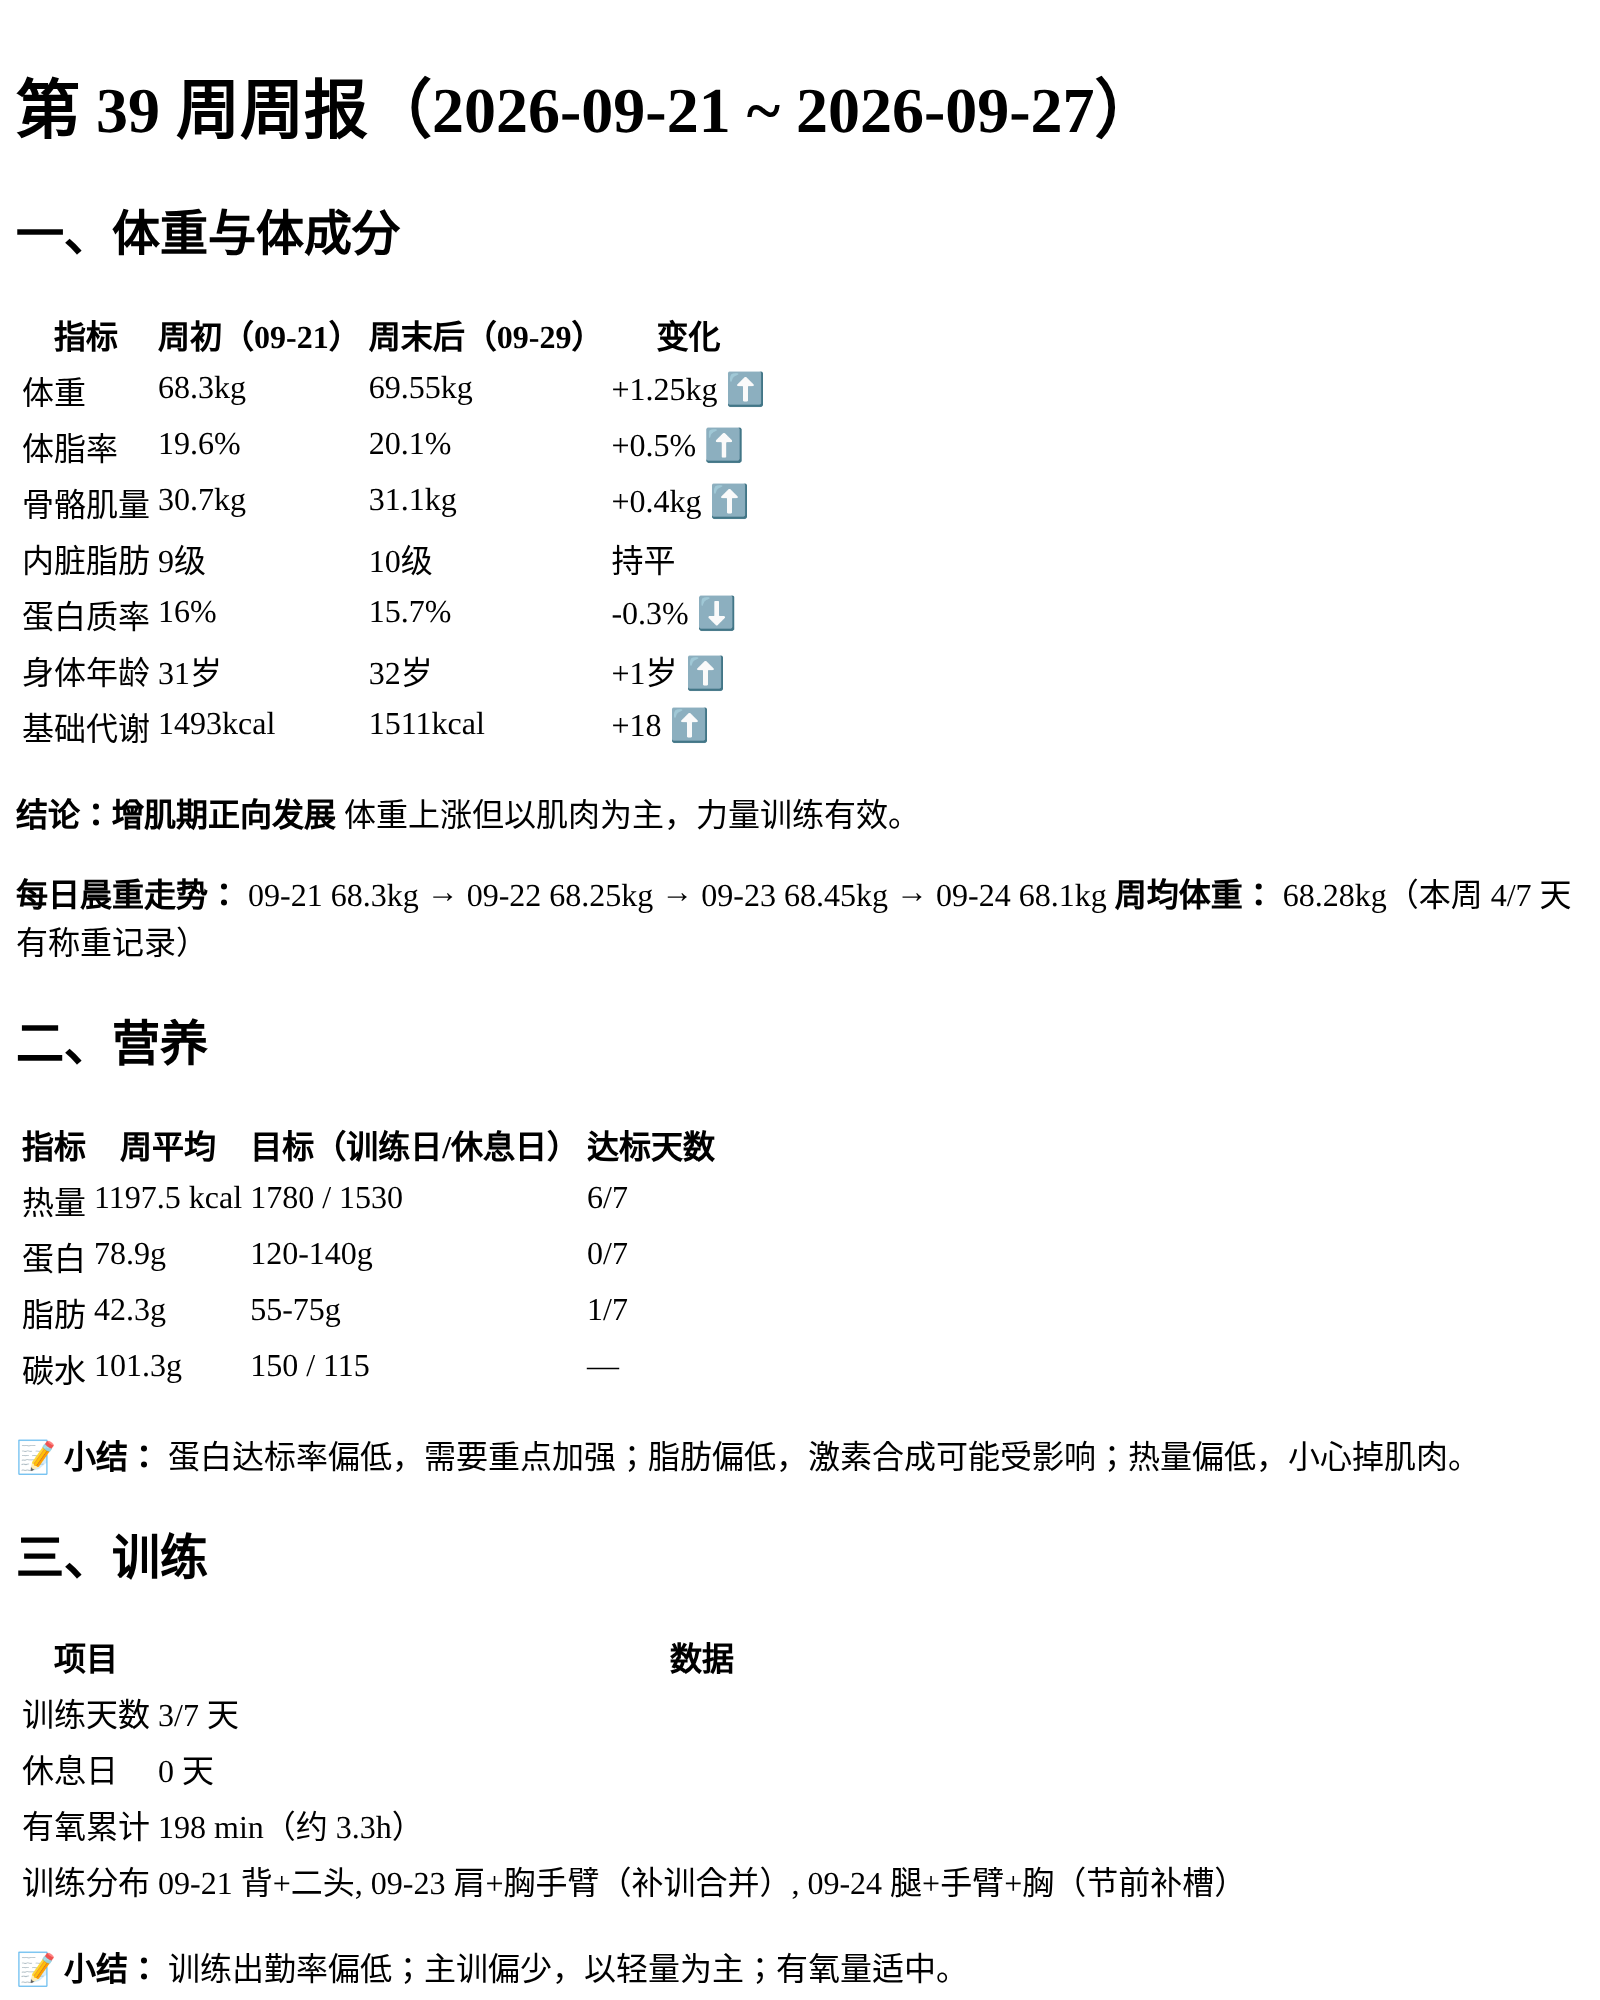 第 39 周周报（2026-09-21 ~ 2026-09-27）
一、体重与体成分
指标 周初（09-21） 周末后（09-29） 变化
体重 68.3kg 69.55kg +1.25kg ⬆️
体脂率 19.6% 20.1% +0.5% ⬆️
骨骼肌量 30.7kg 31.1kg +0.4kg ⬆️
内脏脂肪 9级 10级 持平
蛋白质率 16% 15.7% -0.3% ⬇️
身体年龄 31岁 32岁 +1岁 ⬆️
基础代谢 1493kcal 1511kcal +18 ⬆️
结论：增肌期正向发展 体重上涨但以肌肉为主，力量训练有效。
每日晨重走势： 09-21 68.3kg → 09-22 68.25kg → 09-23 68.45kg → 09-24 68.1kg 周均体重： 68.28kg（本周 4/7 天
有称重记录）
二、营养
指标 周平均 目标（训练日/休息日） 达标天数
热量 1197.5 kcal 1780 / 1530 6/7
蛋白 78.9g 120-140g 0/7
脂肪 42.3g 55-75g 1/7
碳水 101.3g 150 / 115 —
📝 小结： 蛋白达标率偏低，需要重点加强；脂肪偏低，激素合成可能受影响；热量偏低，小心掉肌肉。
三、训练
项目 数据
训练天数 3/7 天
休息日 0 天
有氧累计 198 min（约 3.3h）
训练分布 09-21 背+二头, 09-23 肩+胸手臂（补训合并）, 09-24 腿+手臂+胸（节前补槽）
📝 小结： 训练出勤率偏低；主训偏少，以轻量为主；有氧量适中。